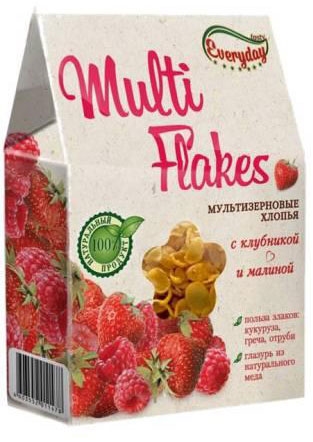 tasty
Everyday
Multi
Flakes
МУЛЬТИЗЕРНОВЫЕ
ХЛОПЬЯ
с клубникой
и малиной
НАТУРАЛЬНЫЙ
100%
ПРОДУКТ
польза злаков:
кукуруза,
греча, отруби
глазурь из
натурального
меда